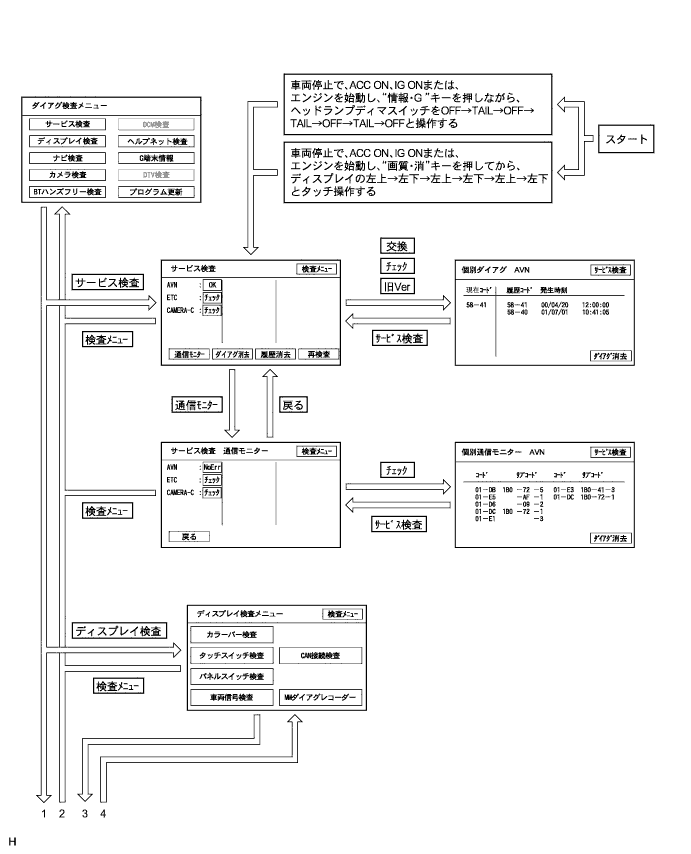 車両停止で、ACC ON、IG ONまたは、
エンジンを始動し、“情報・G ”キーを押しながら、
ヘッドランプディマスイッチをOFF→TAIL→OFF→
TAIL→OFF→TAIL→OFFと操作する
スタート
車両停止で、ACC ON、IG ONまたは、
エンジンを始動し、“画質・消”キーを押してから、
ディスプレイの左上→左下→左上→左下→左上→左下
とタッチ操作する
ダイアグ検査メニュー
サービス検査
DCM検査
ディスプレイ検査
ヘルプネット検査
ナビ検査
G端末情報
カメラ検査
DTV検査
BTハンズフリー検査
プログラム更新
サービス検査
検査メニュー
サービス検査
検査メニュー
AVN : OK
ETC : チェック
CAMERA-C : チェック
通信モニター
ダイアグ消去
履歴消去
再検査
交換
チェック
旧Ver
サービス検査
個別ダイアグ AVN
サービス検査
現在コード
履歴コード
発生時刻
58-41
58-41 00/04/20 12:00:00
58-40 01/07/01 10:41:05
ダイアグ消去
通信モニター
戻る
サービス検査 通信モニター
検査メニュー
AVN : NoErr
ETC : チェック
CAMERA-C : チェック
戻る
検査メニュー
チェック
サービス検査
個別通信モニター AVN
サービス検査
コード サブコード コード サブコード
01-DB 1B0 -72 -5 01-E3 1B0-41-3
01-E5 -AF -1 01-DC 1B0-72-1
01-D6 -09 -2
01-DC 1B0 -72 -1
01-E1 -3
ダイアグ消去
ディスプレイ検査
検査メニュー
ディスプレイ検査メニュー
検査メニュー
カラーバー検査
タッチスイッチ検査
CAN接続検査
パネルスイッチ検査
車両信号検査
MMダイアグレコーダー
1 2 3 4
H